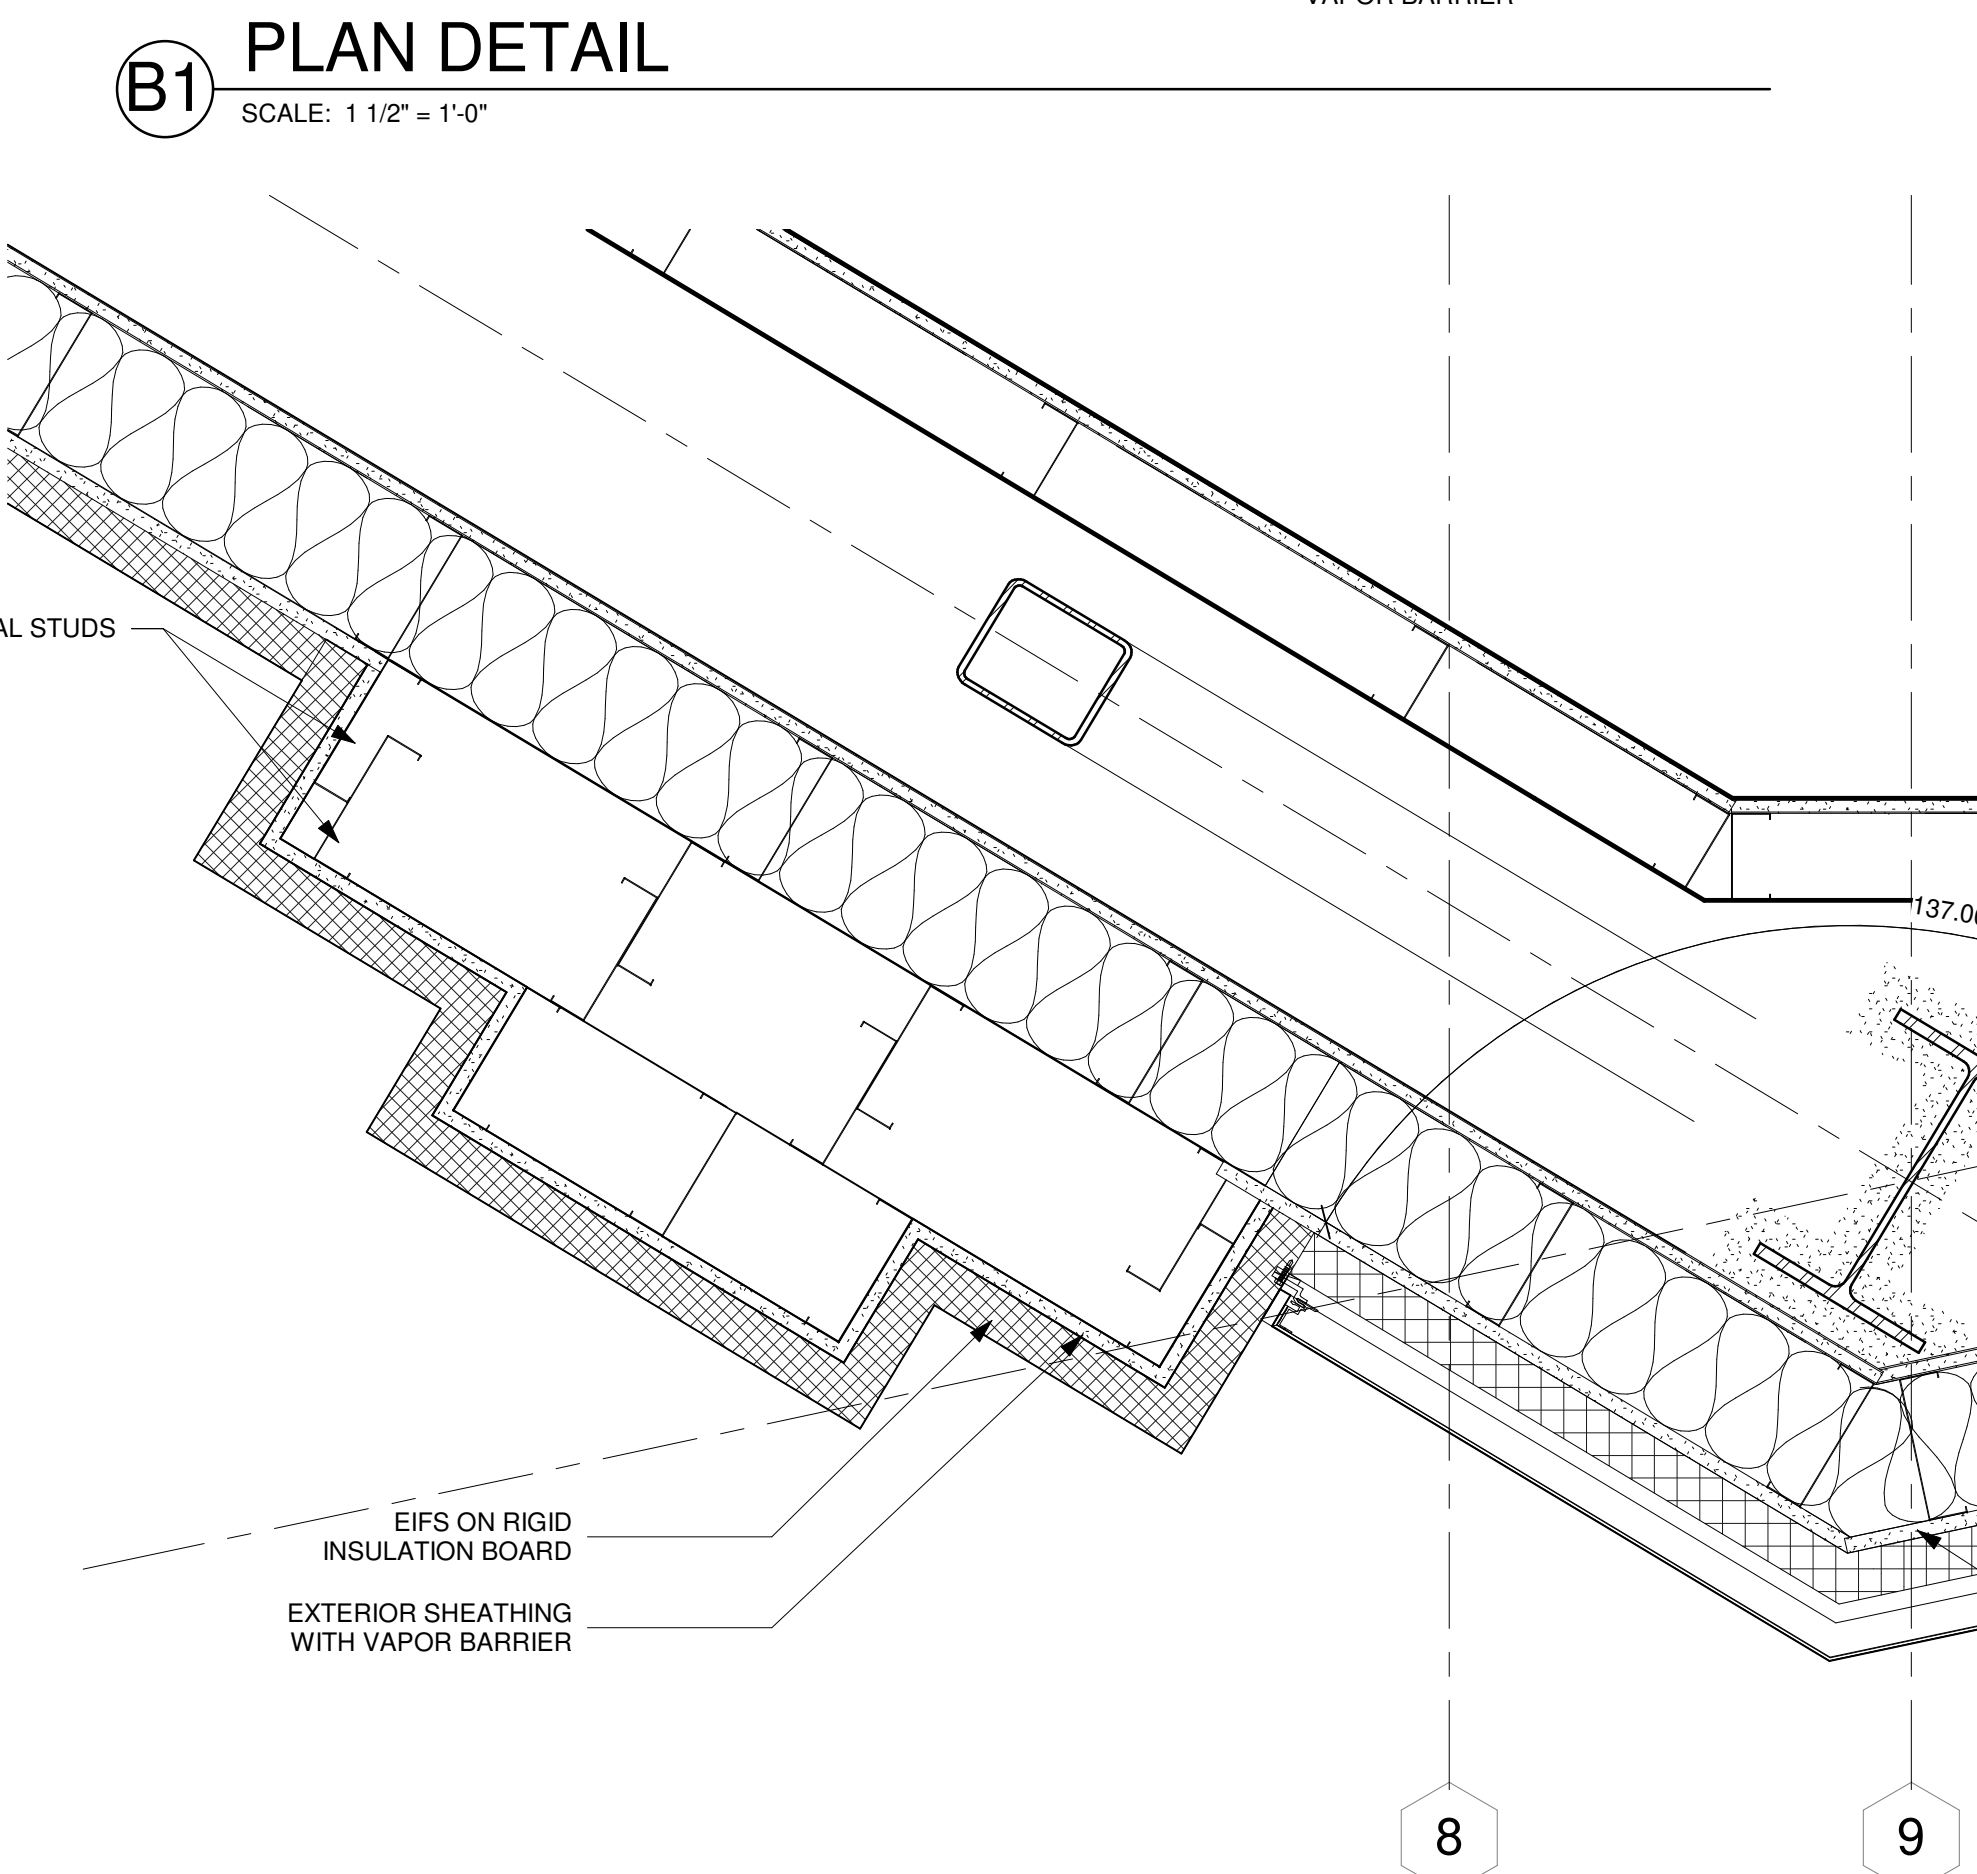 VAPOR BARRIER
B1
PLAN DETAIL
SCALE: 1 1/2" = 1'-0"
STUDS
137.0
EIFS ON RIGID
INSULATION BOARD
EXTERIOR SHEATHING
WITH VAPOR BARRIER
8
9